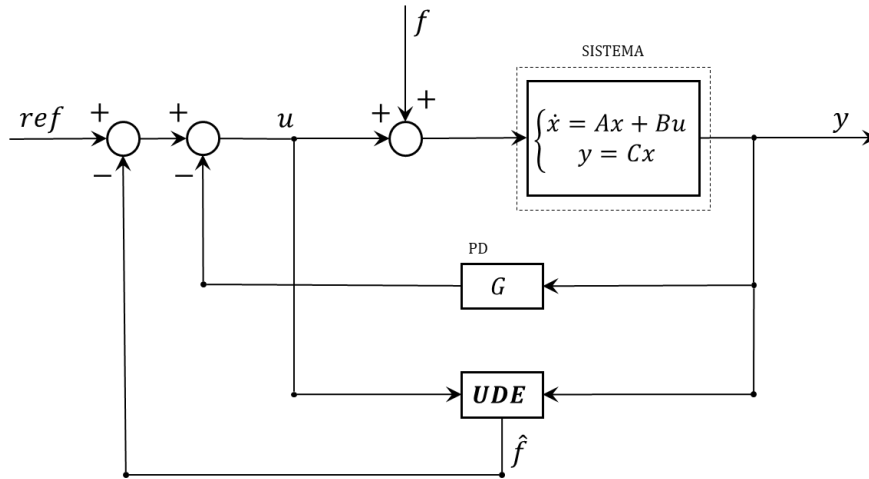 f
SISTEMA
ref + − + − u + + { ẋ = Ax + Bu
y = Cx
y
PD
G
UDE
f̂